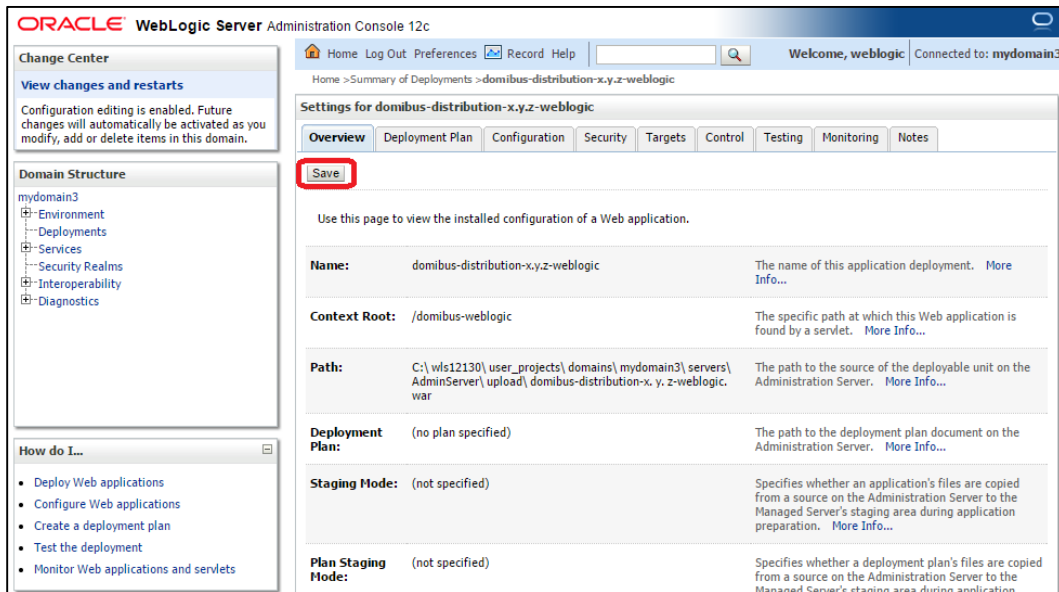 ORACLE WebLogic Server Administration Console 12c
Change Center
View changes and restarts
Configuration editing is enabled. Future
changes will automatically be activated as you
modify, add or delete items in this domain.
Domain Structure
mydomain3
Environment
Deployments
Services
Security Realms
Interoperability
Diagnostics
How do I...
Deploy Web applications
Configure Web applications
Create a deployment plan
Test the deployment
Monitor Web applications and servlets
Home Log Out Preferences Record Help
Welcome, weblogic Connected to: mydomain3
Home >Summary of Deployments >domibus-distribution-x.y.z-weblogic
Settings for domibus-distribution-x.y.z-weblogic
Overview Deployment Plan Configuration Security Targets Control Testing Monitoring Notes
Save
Use this page to view the installed configuration of a Web application.
Name: domibus-distribution-x.y.z-weblogic
The name of this application deployment. More
Info...
Context Root: /domibus-weblogic
The specific path at which this Web application is
found by a servlet. More Info...
Path:
C:\ wls12130\ user_projects\ domains\ mydomain3\ servers\
AdminServer\ upload\ domibus-distribution-x. y. z-weblogic.
war
The path to the source of the deployable unit on the
Administration Server. More Info...
Deployment
Plan:
(no plan specified)
The path to the deployment plan document on the
Administration Server. More Info...
Staging Mode: (not specified)
Specifies whether an application's files are copied
from a source on the Administration Server to the
Managed Server's staging area during application
preparation. More Info...
Plan Staging
Mode:
(not specified)
Specifies whether a deployment plan's files are copied
from a source on the Administration Server to the
Managed Server's staging area during application